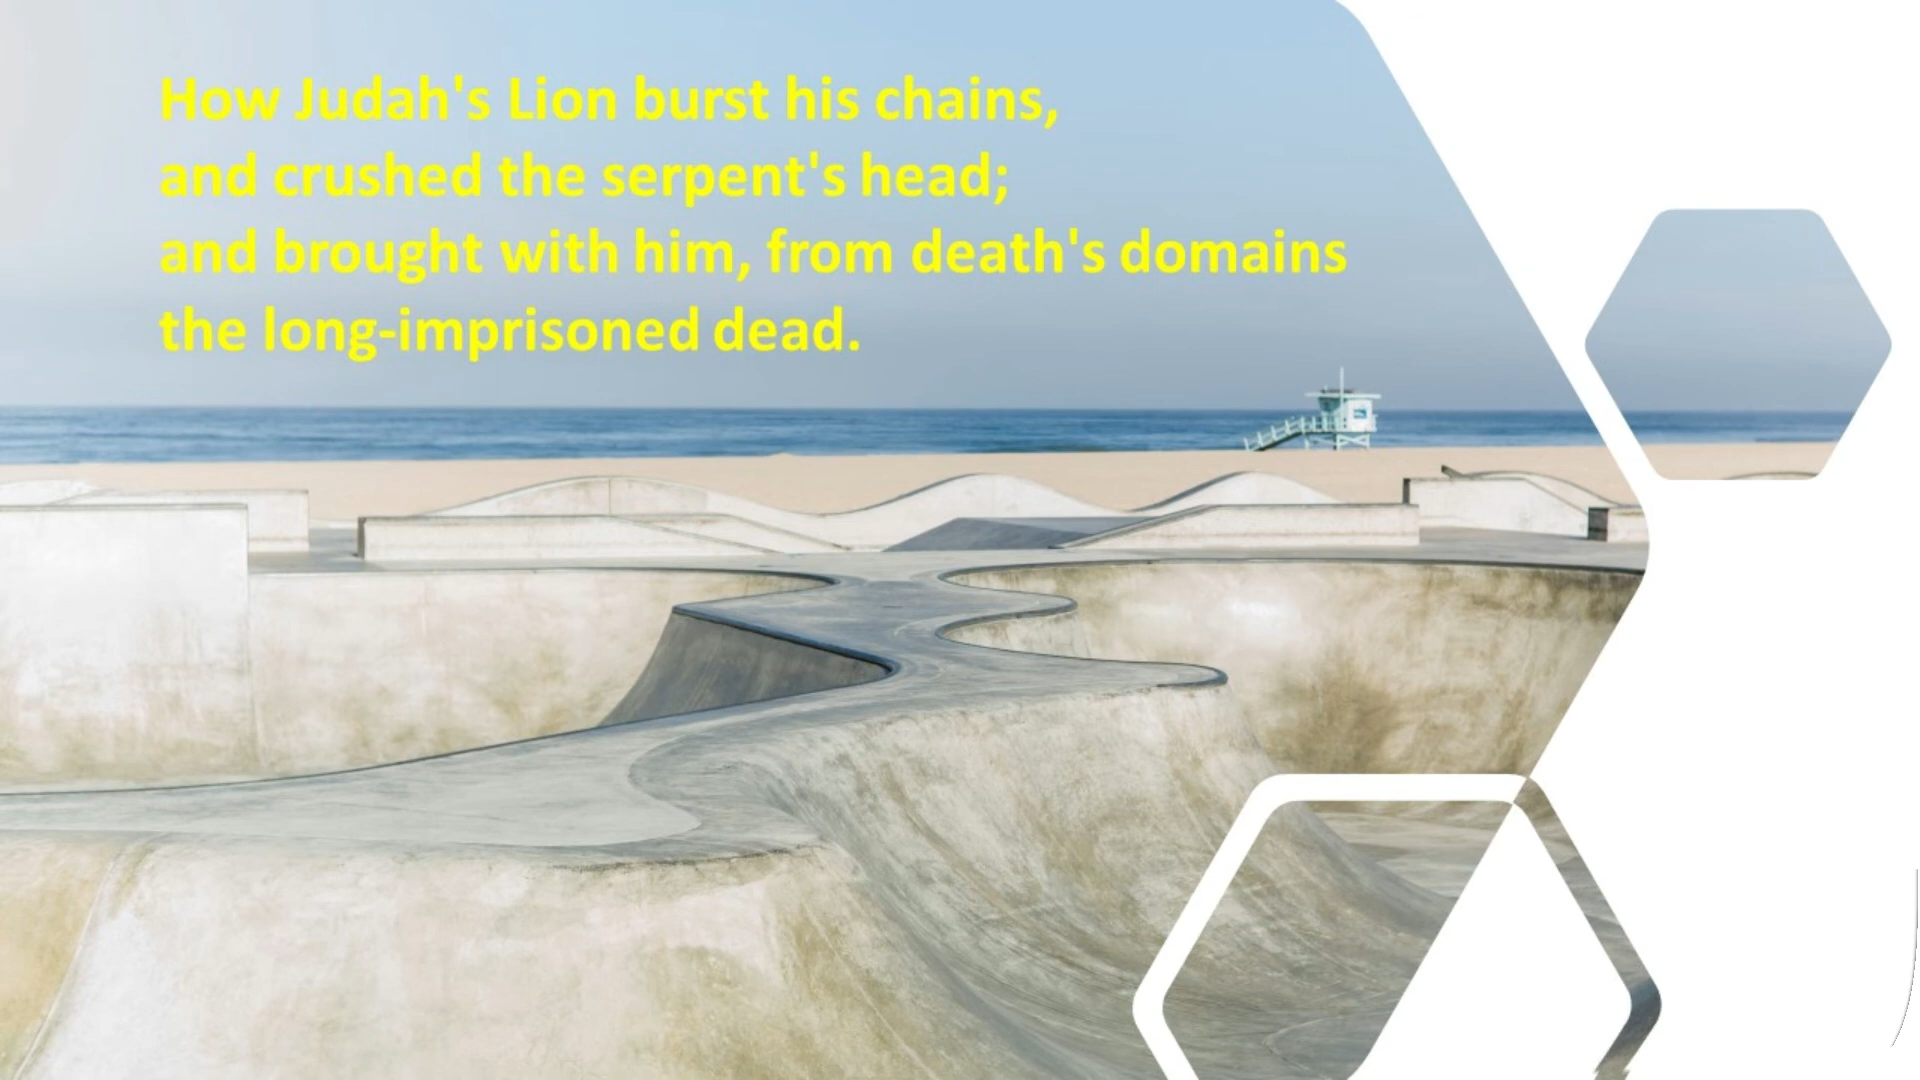 How Judah's Lion burst his chains,
and crushed the serpent's head;
and brought with him, from death's domains
the long-imprisoned dead.